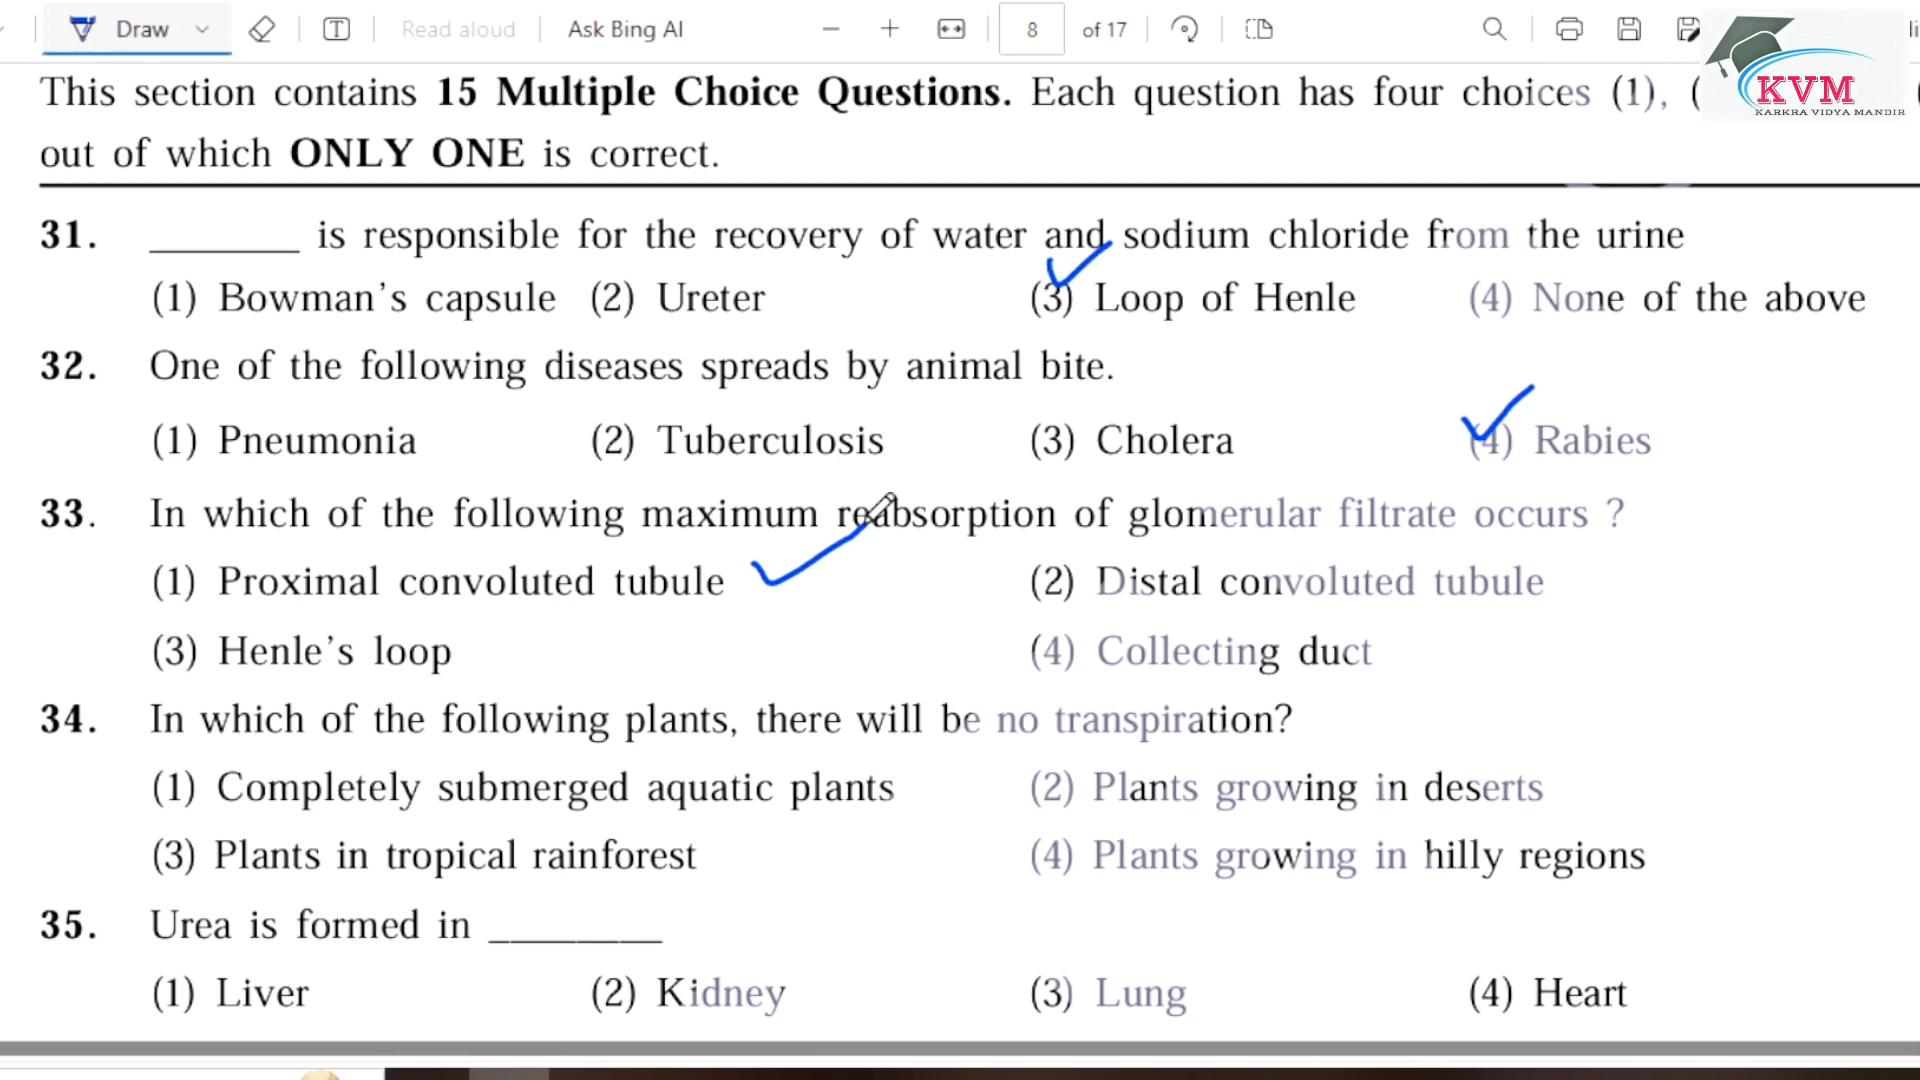 Draw
Read aloud
Ask Bing AI
8
of 17
KVM
KARKRA VIDYA MANDIR
This section contains 15 Multiple Choice Questions. Each question has four choices (1), (
out of which ONLY ONE is correct.
31. ________ is responsible for the recovery of water and sodium chloride from the urine
(1) Bowman's capsule (2) Ureter (3) Loop of Henle (4) None of the above
32. One of the following diseases spreads by animal bite.
(1) Pneumonia (2) Tuberculosis (3) Cholera (4) Rabies
33. In which of the following maximum reabsorption of glomerular filtrate occurs ?
(1) Proximal convoluted tubule (2) Distal convoluted tubule
(3) Henle's loop (4) Collecting duct
34. In which of the following plants, there will be no transpiration?
(1) Completely submerged aquatic plants (2) Plants growing in deserts
(3) Plants in tropical rainforest (4) Plants growing in hilly regions
35. Urea is formed in ________
(1) Liver (2) Kidney (3) Lung (4) Heart